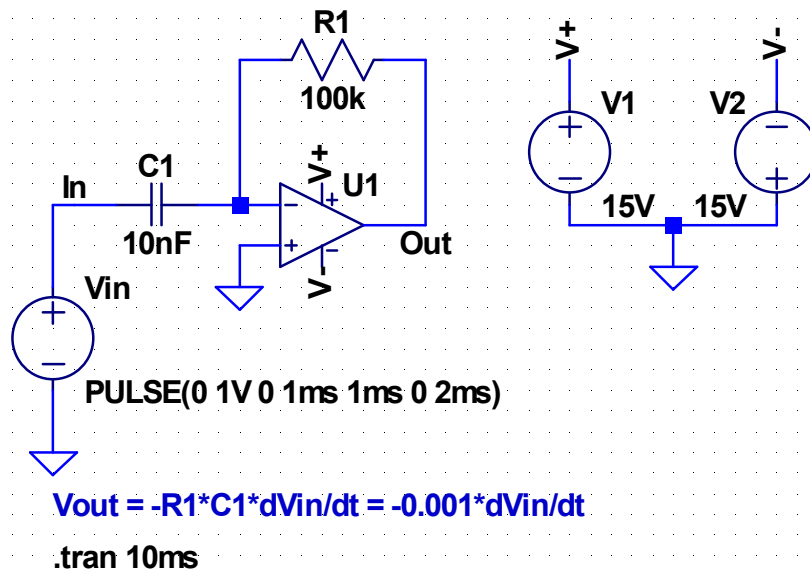 R1
100k
V+
V-
V1
V2
C1
V+
U1
In
+
-
+
-
15V
15V
10nF
-
+
+
-
Out
Vin
V-
+
-
PULSE(0 1V 0 1ms 1ms 0 2ms)
Vout = -R1*C1*dVin/dt = -0.001*dVin/dt
.tran 10ms